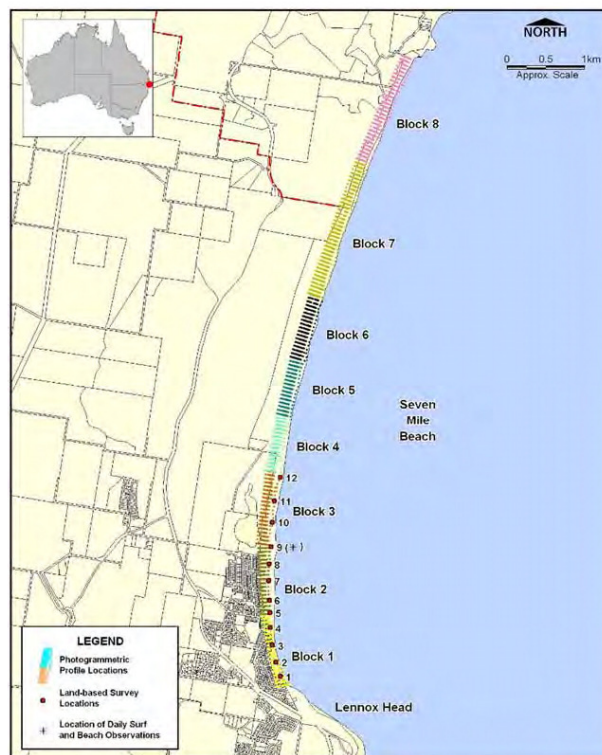 NORTH
0 0.5 1km
Approx. Scale
Block 8
Block 7
Block 6
Block 5
Seven
Mile
Beach
Block 4
12
11
Block 3
10
9 (+)
8
7
Block 2
6
5
4
3
Block 1
2
1
Lennox Head
LEGEND
Photogrammetric
Profile Locations
Land-based Survey
Locations
Location of Daily Surf
and Beach Observations